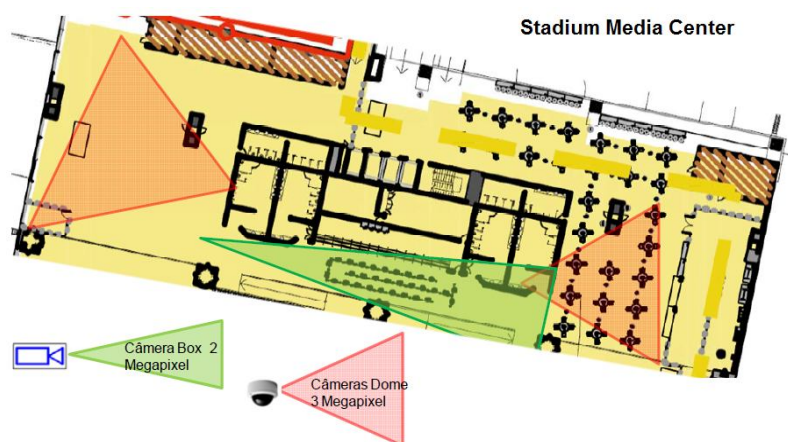 Stadium Media Center
Câmera Box 2
Megapixel
Câmeras Dome
3 Megapixel